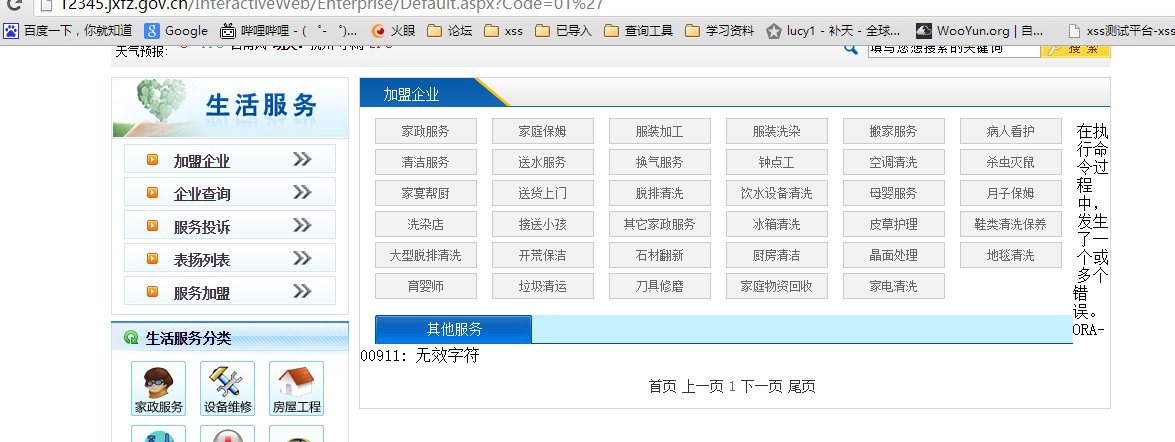 12345.jxfz.gov.cn/InteractiveWeb/Enterprise/Default.aspx?Code=01%27
百度一下，你就知道 Google 哔哩哔哩 - ( ゜- ゜)... 火眼 论坛 xss 已导入 查询工具 学习资料 lucy1 - 补天 - 全球... WooYun.org | 自... xss测试平台-xss
天气预报：
填写您想搜索的关键词 搜 索
生活服务
加盟企业
企业查询
服务投诉
表扬列表
服务加盟
生活服务分类
家政服务 设备维修 房屋工程
加盟企业
家政服务 家庭保姆 服装加工 服装洗染 搬家服务 病人看护
清洁服务 送水服务 换气服务 钟点工 空调清洗 杀虫灭鼠
家宴帮厨 送货上门 脱排清洗 饮水设备清洗 母婴服务 月子保姆
洗染店 接送小孩 其它家政服务 冰箱清洗 皮草护理 鞋类清洗保养
大型脱排清洗 开荒保洁 石材翻新 厨房清洁 晶面处理 地毯清洗
育婴师 垃圾清运 刀具修磨 家庭物资回收 家电清洗
其他服务
在执
行命
令过
程
中，
发生
了一
个或
多个
错
误。
ORA-
00911: 无效字符
首页 上一页 1 下一页 尾页